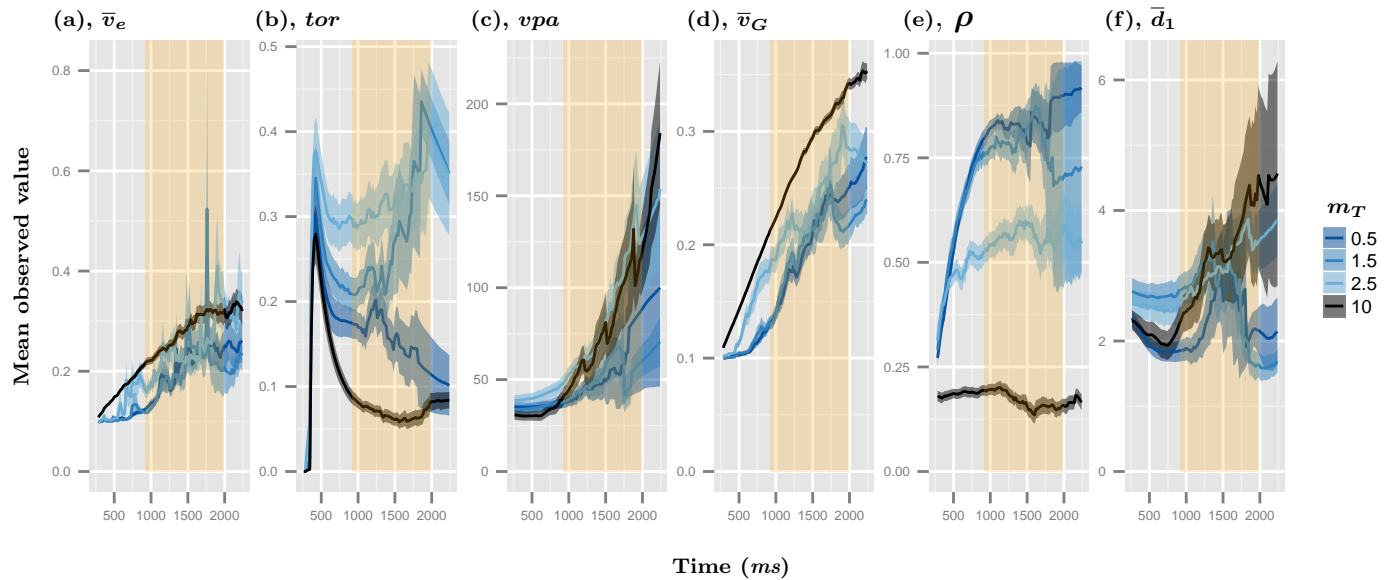 (a), v̅e
(b), tor
(c), vpa
(d), v̅G
(e), ρ
(f), d̅1
Mean observed value
0.8
0.6
0.4
0.2
0.0
500 1000 1500 2000
0.5
0.4
0.3
0.2
0.1
0.0
500 1000 1500 2000
200
150
100
50
0
500 1000 1500 2000
0.3
0.2
0.1
0.0
500 1000 1500 2000
1.00
0.75
0.50
0.25
0.00
500 1000 1500 2000
6
4
2
0
500 1000 1500 2000
mT
0.5
1.5
2.5
10
Time (ms)